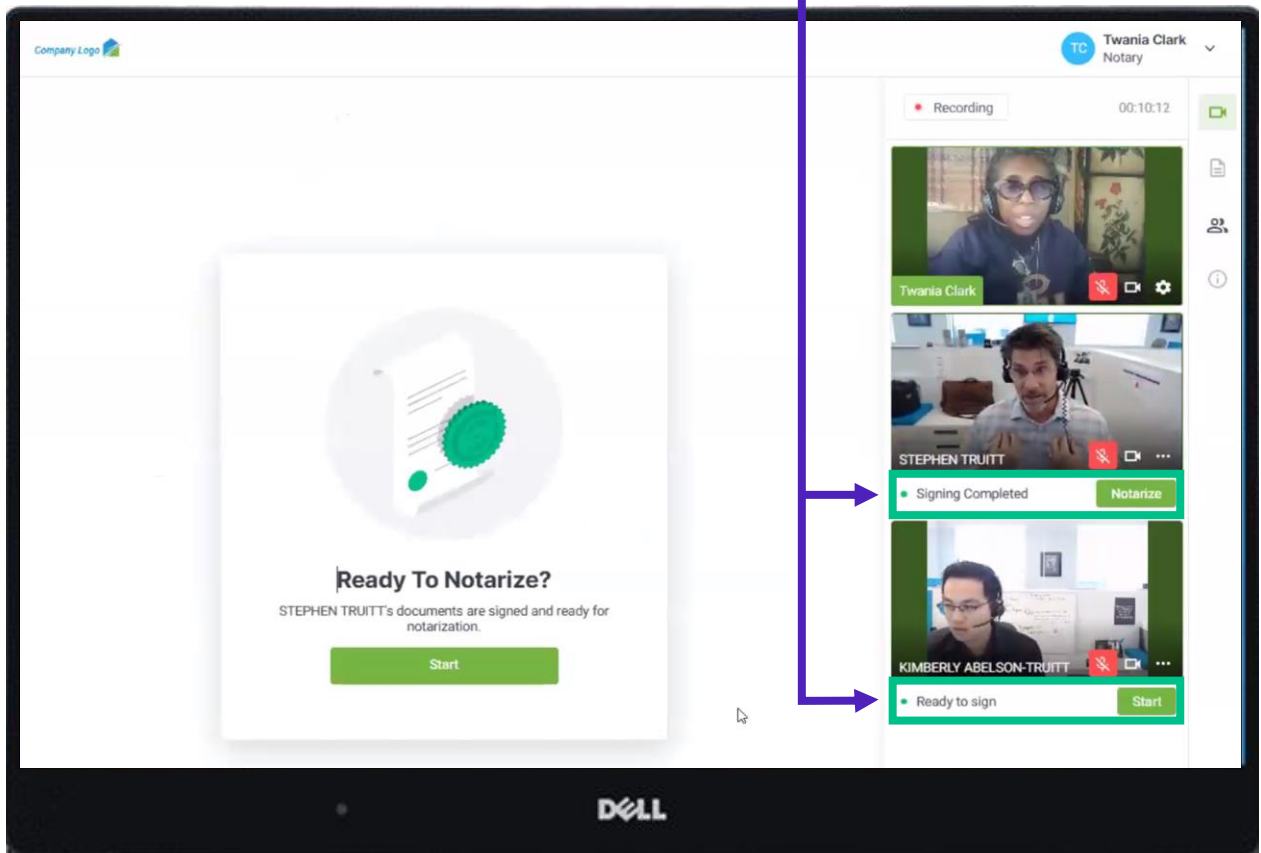 Company Logo
TC
Twania Clark
Notary
Recording
00:10:12
Twania Clark
STEPHEN TRUITT
Signing Completed
Notarize
KIMBERLY ABELSON-TRUITT
Ready to sign
Start
Ready To Notarize?
STEPHEN TRUITT's documents are signed and ready for
notarization.
Start
DELL